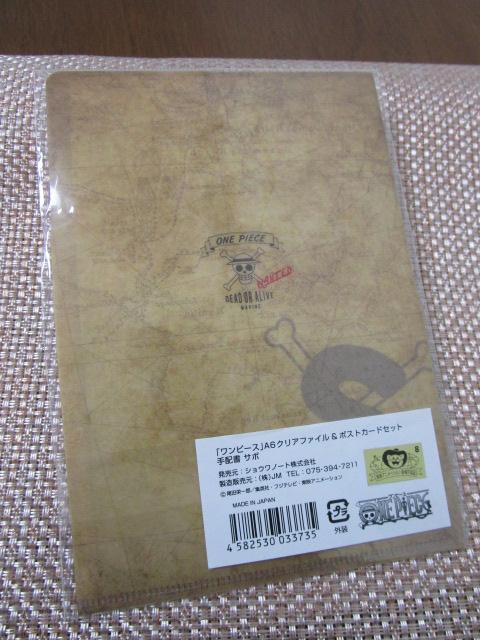 ONE PIECE
WANTED
DEAD OR ALIVE
MARINE
「ワンピース」A6クリアファイル&ポストカードセット
手配書 サボ
発売元:ショウワノート株式会社
製造販売元:(株)JM TEL:075-394-7211
©尾田栄一郎/集英社・フジテレビ・東映アニメーション
MADE IN JAPAN
プラ
外装
ONE PIECE
4582530033735